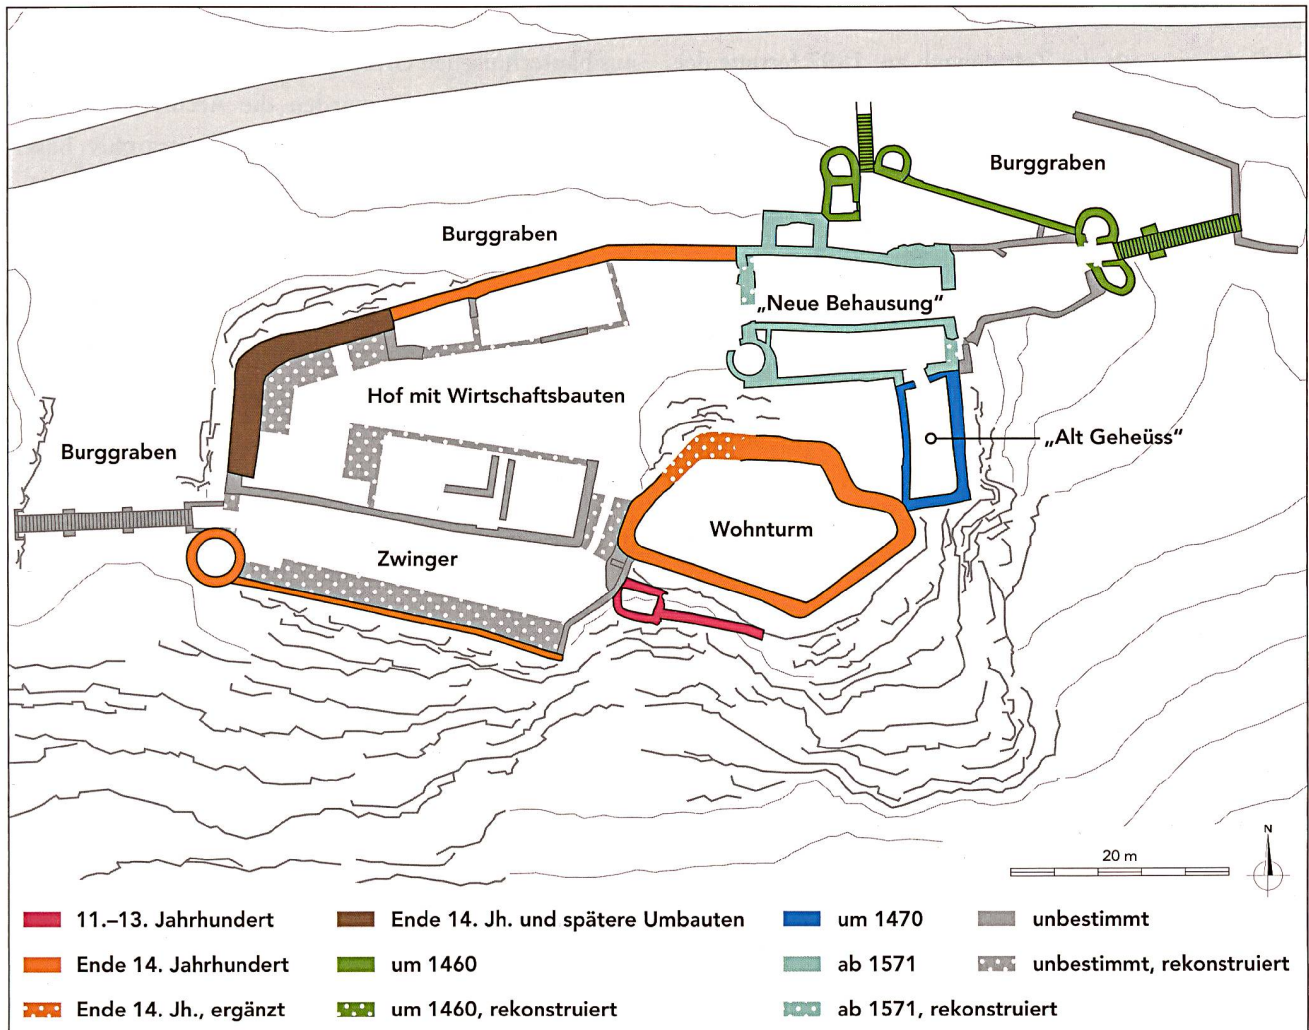 Burggraben
Burggraben
„Neue Behausung“
Hof mit Wirtschaftsbauten
„Alt Geheüss“
Burggraben
Wohnturm
Zwinger
N
20 m
11.–13. Jahrhundert
Ende 14. Jahrhundert
Ende 14. Jh., ergänzt
Ende 14. Jh. und spätere Umbauten
um 1460
um 1460, rekonstruiert
um 1470
ab 1571
ab 1571, rekonstruiert
unbestimmt
unbestimmt, rekonstruiert